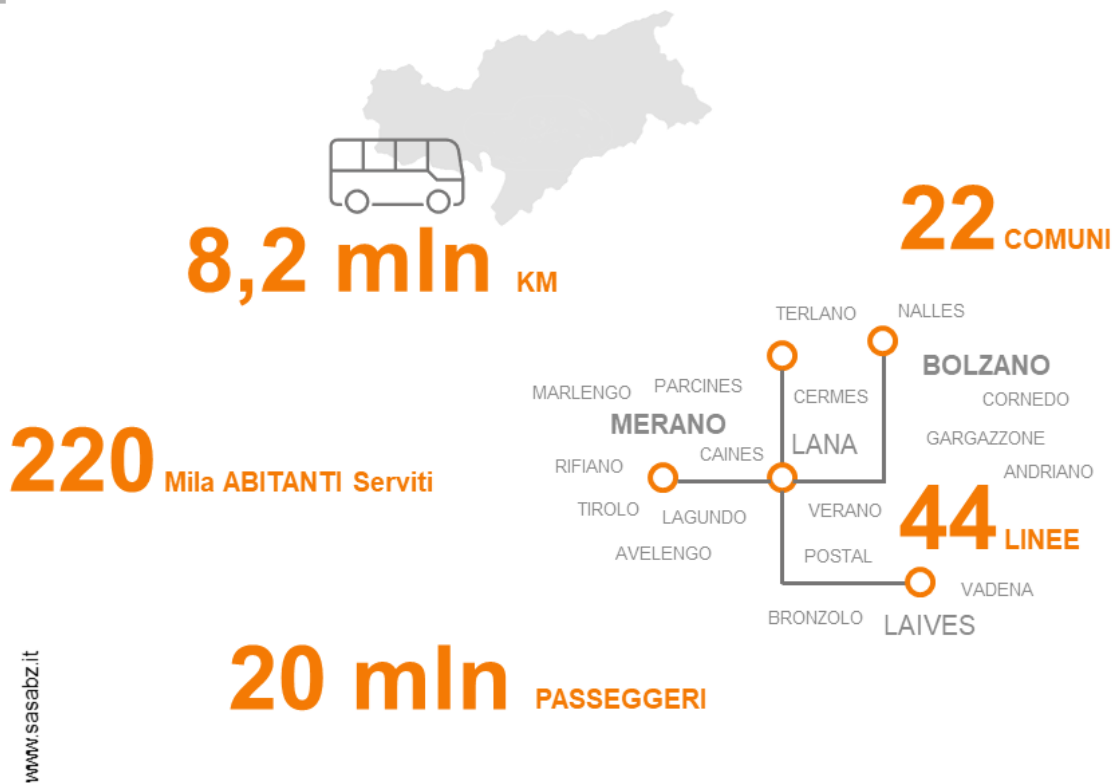 22 COMUNI
8,2 mln KM
TERLANO
NALLES
BOLZANO
MARLENGO
PARCINES
CERMES
CORNEDO
MERANO
CAINES
LANA
GARGAZZONE
RIFIANO
ANDRIANO
220 Mila ABITANTI Serviti
TIROLO
LAGUNDO
VERANO
44 LINEE
AVELENGO
POSTAL
VADENA
BRONZOLO
LAIVES
20 mln PASSEGGERI
www.sasabz.it